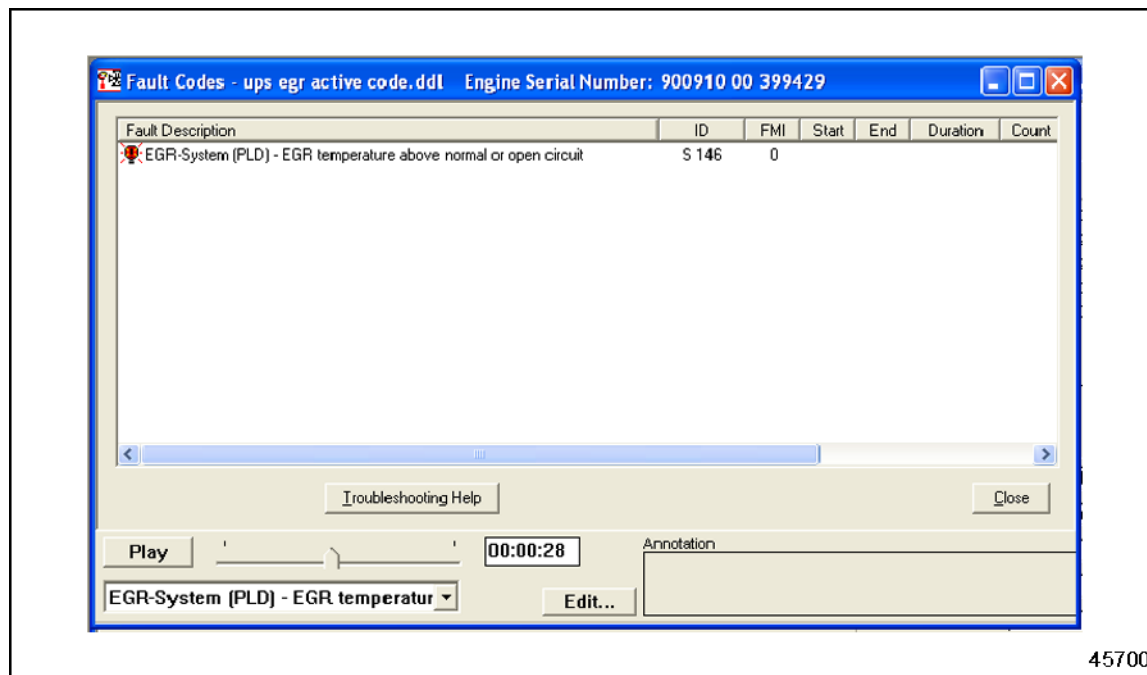 Fault Codes - ups egr active code.ddl Engine Serial Number: 900910 00 399429
Fault Description ID FMI Start End Duration Count
EGR-System (PLD) - EGR temperature above normal or open circuit S 146 0
Troubleshooting Help Close
Play 00:00:28 Annotation
EGR-System (PLD) - EGR temperatur Edit...
45700